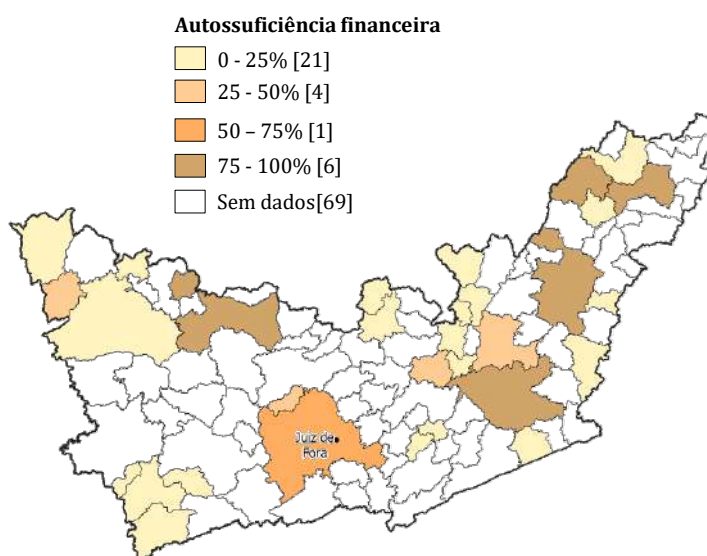 Autossuficiência financeira
0 - 25% [21]
25 - 50% [4]
50 – 75% [1]
75 - 100% [6]
Sem dados[69]
Juiz de
Fora